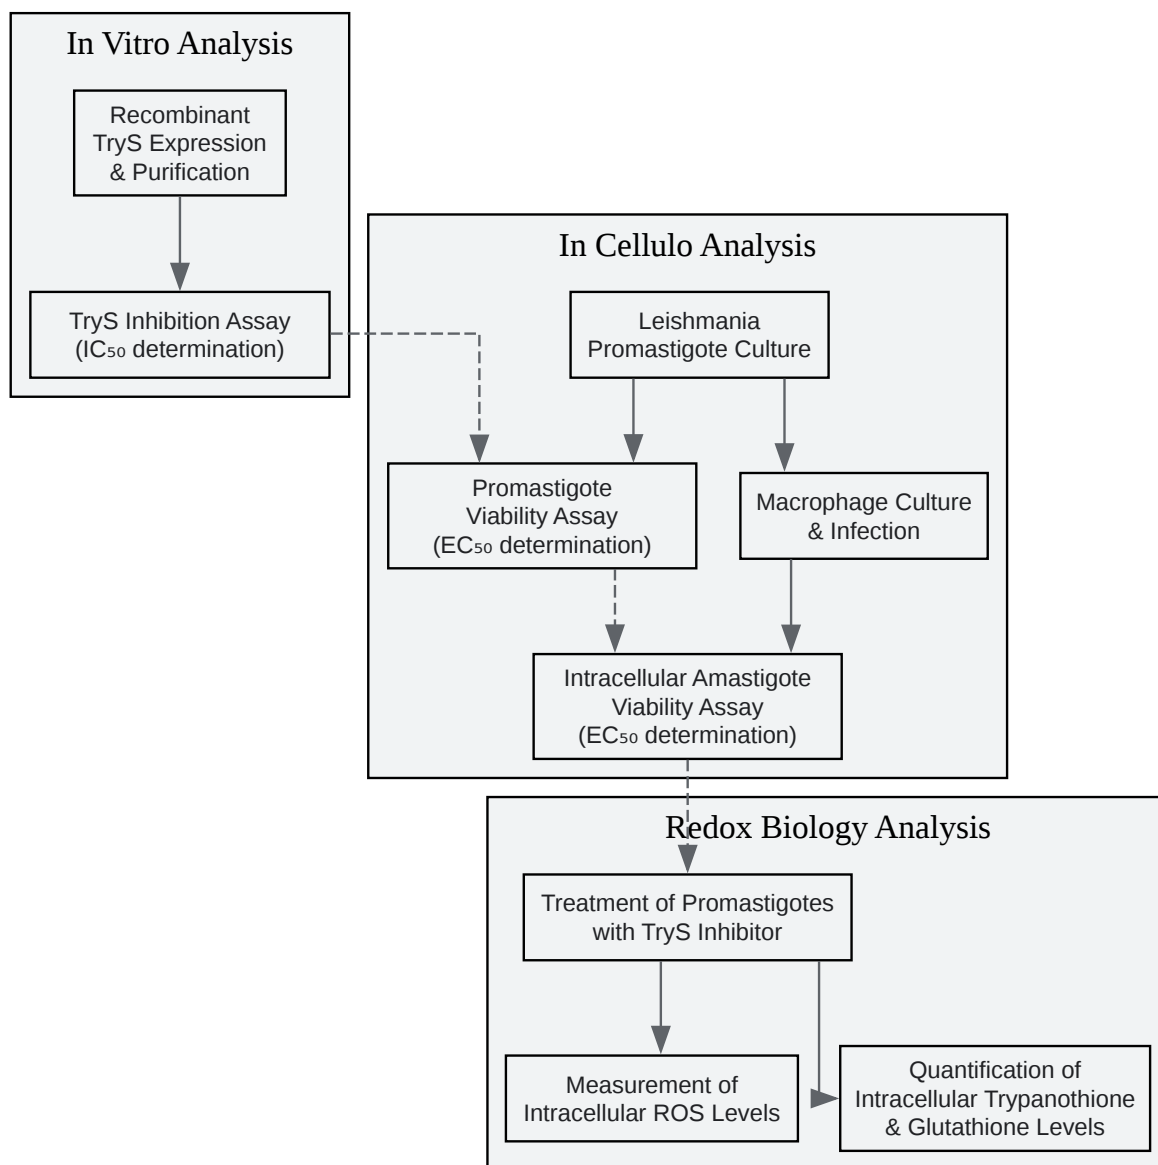 In Vitro Analysis
Recombinant
TryS Expression
& Purification
TryS Inhibition Assay
(IC₅₀ determination)
In Cellulo Analysis
Leishmania
Promastigote Culture
Promastigote
Viability Assay
(EC₅₀ determination)
Macrophage Culture
& Infection
Intracellular Amastigote
Viability Assay
(EC₅₀ determination)
Redox Biology Analysis
Treatment of Promastigotes
with TryS Inhibitor
Measurement of
Intracellular ROS Levels
Quantification of
Intracellular Trypanothione
& Glutathione Levels